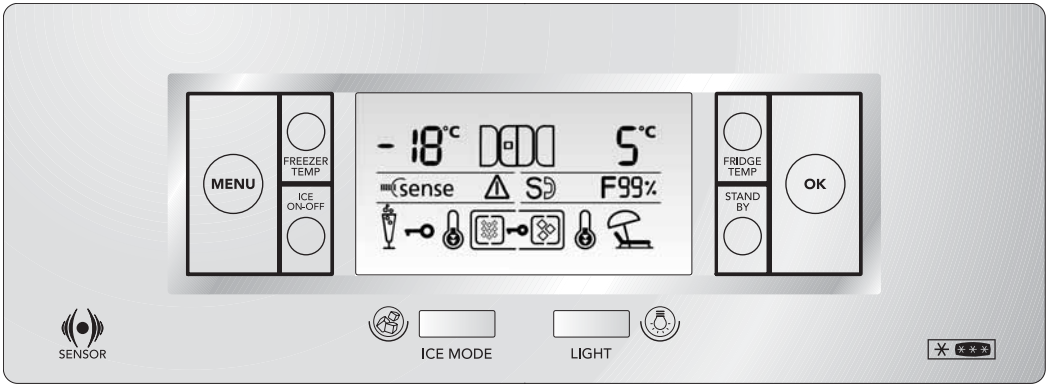 MENU
FREEZER
TEMP
ICE
ON-OFF
- 18°C
5°C
sense
S
F99%
FRIDGE
TEMP
STAND
BY
OK
SENSOR
ICE MODE
LIGHT